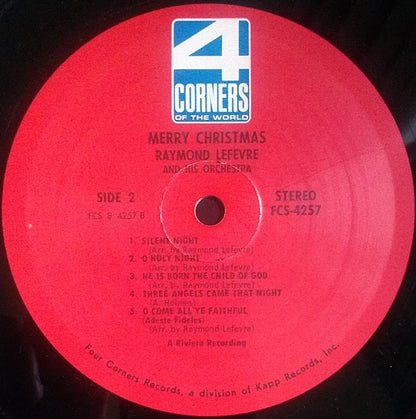 4
CORNERS
OF THE WORLD
MERRY CHRISTMAS
RAYMOND LEFEVRE
AND HIS ORCHESTRA
SIDE 2
STEREO
FCS B 4257 B
FCS-4257
1. SILENT NIGHT
(Arr. by Raymond Lefevre)
2. O HOLY NIGHT
(Arr. by Raymond Lefevre)
3. HE IS BORN THE CHILD OF GOD
(Arr. by Raymond Lefevre)
4. THREE ANGELS CAME THAT NIGHT
(A. Holmes)
5. O COME ALL YE FAITHFUL
(Adeste Fideles)
(Arr. by Raymond Lefevre)
A Riviera Recording
Four Corners Records, a division of Kapp Records, Inc.